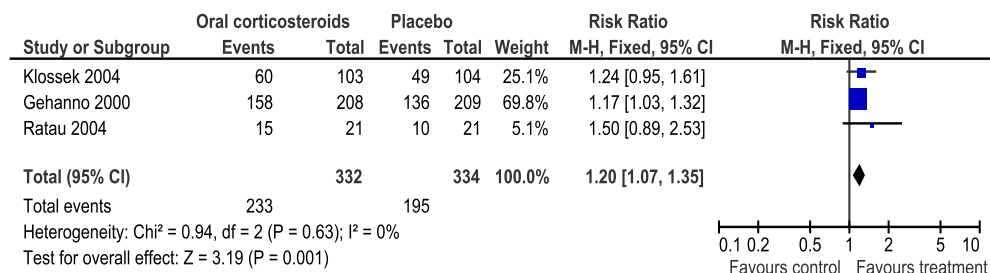 Oral corticosteroids Placebo Risk Ratio Risk Ratio
Study or Subgroup Events Total Events Total Weight M-H, Fixed, 95% CI M-H, Fixed, 95% CI
Klossek 2004 60 103 49 104 25.1% 1.24 [0.95, 1.61]
Gehanno 2000 158 208 136 209 69.8% 1.17 [1.03, 1.32]
Ratau 2004 15 21 10 21 5.1% 1.50 [0.89, 2.53]
Total (95% CI) 332 334 100.0% 1.20 [1.07, 1.35]
Total events 233 195
Heterogeneity: Chi² = 0.94, df = 2 (P = 0.63); I² = 0%
Test for overall effect: Z = 3.19 (P = 0.001)
0.1 0.2 0.5 1 2 5 10
Favours control Favours treatment